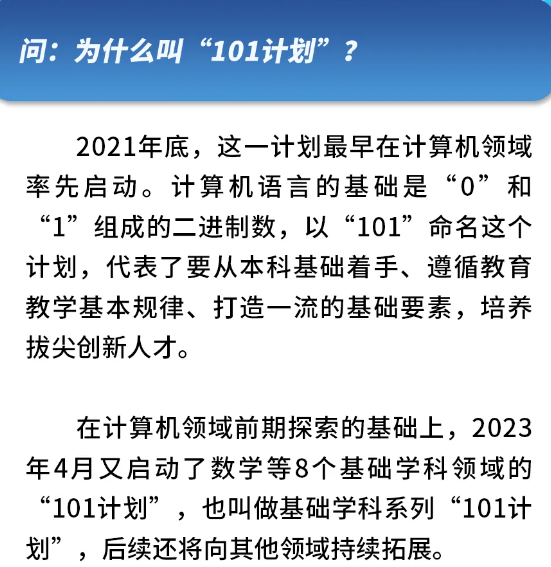 问：为什么叫“101计划”？
2021年底，这一计划最早在计算机领域
率先启动。计算机语言的基础是“0”和
“1”组成的二进制数，以“101”命名这个
计划，代表了要从本科基础着手、遵循教育
教学基本规律、打造一流的基础要素，培养
拔尖创新人才。
在计算机领域前期探索的基础上，2023
年4月又启动了数学等8个基础学科领域的
“101计划”，也叫做基础学科系列“101计
划”，后续还将向其他领域持续拓展。